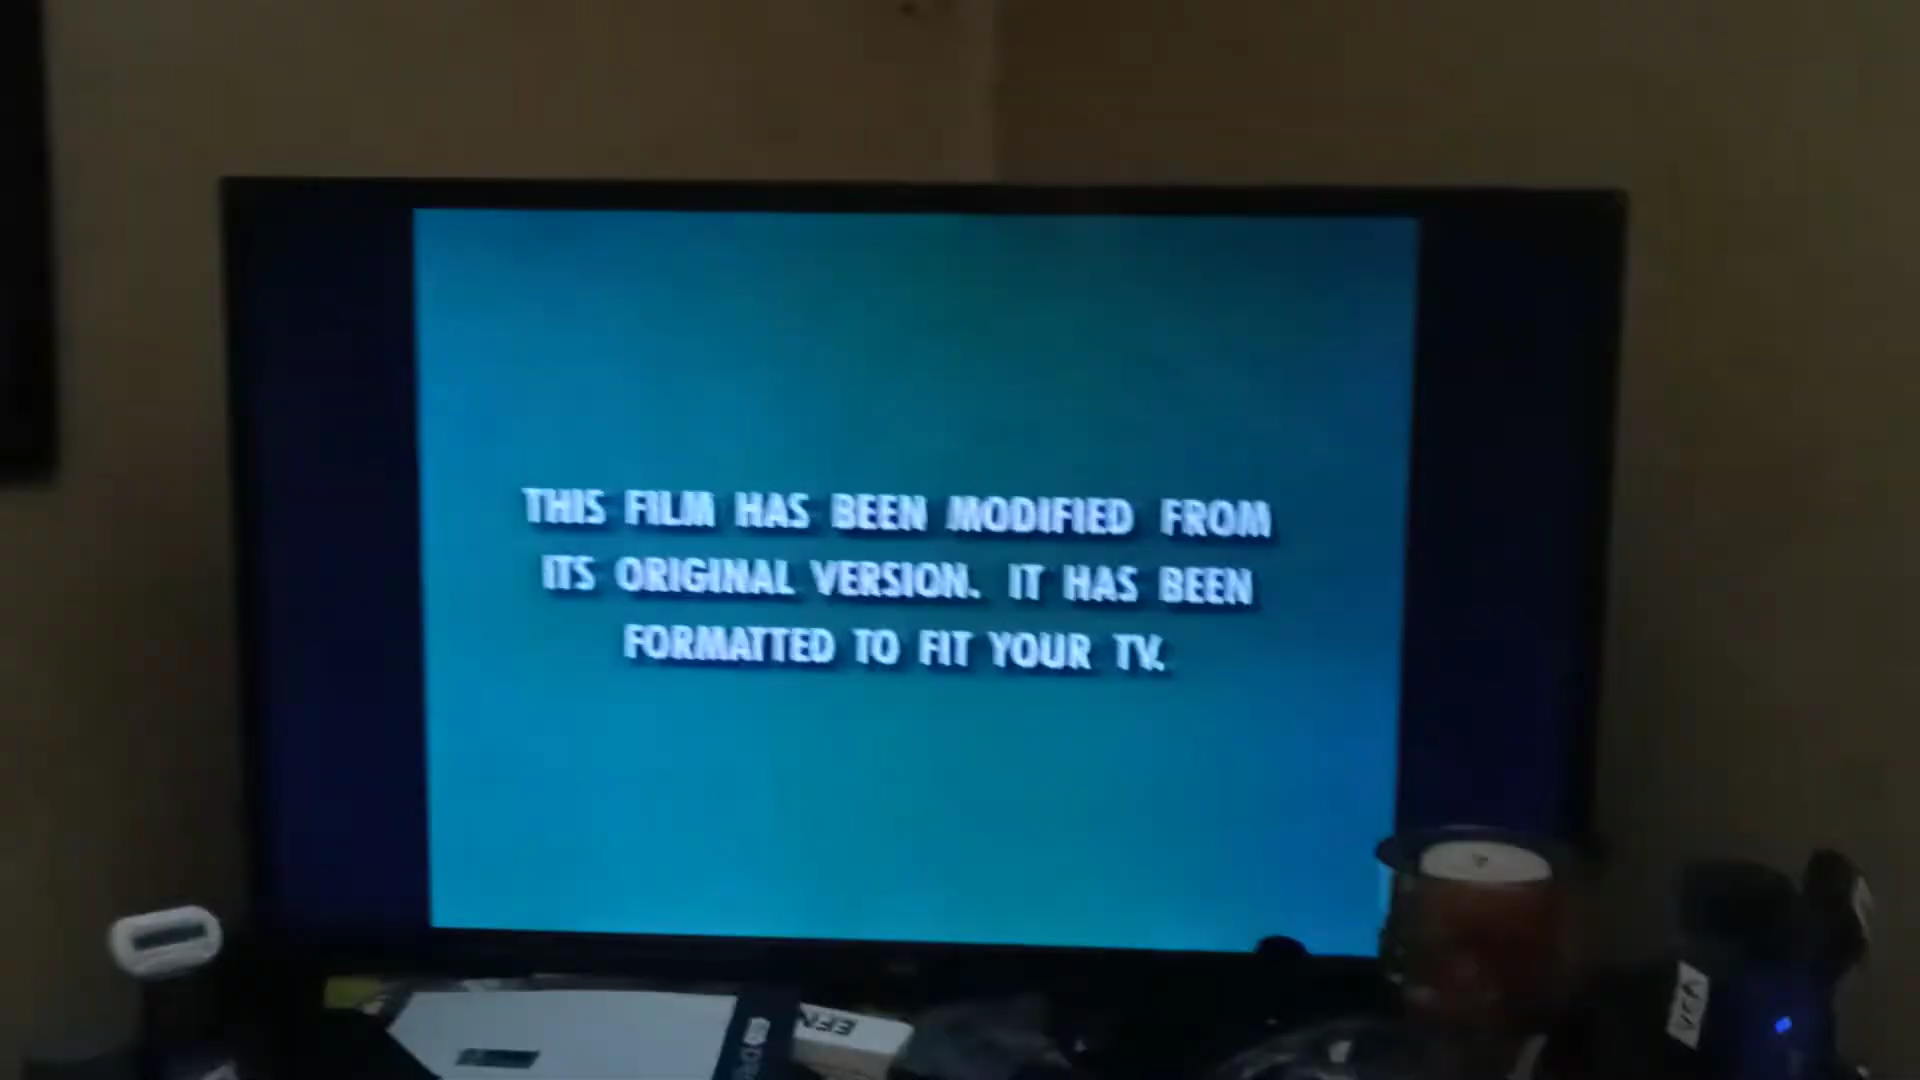 THIS FILM HAS BEEN MODIFIED FROM
ITS ORIGINAL VERSION. IT HAS BEEN
FORMATTED TO FIT YOUR TV.